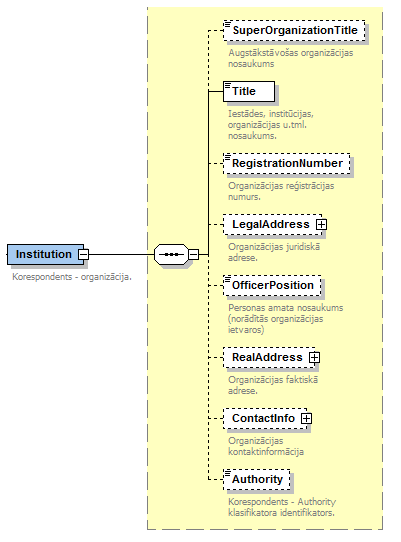 SuperOrganizationTitle
Augstākstāvošas organizācijas
nosaukums
Title
Iestādes, institūcijas,
organizācijas u.tml.
nosaukums.
RegistrationNumber
Organizācijas reģistrācijas
numurs.
LegalAddress
Organizācijas juridiskā
adrese.
Institution
Korespondents - organizācija.
OfficerPosition
Personas amata nosaukums
(norādītās organizācijas
ietvaros)
RealAddress
Organizācijas faktiskā
adrese.
ContactInfo
Organizācijas
kontaktinformācija
Authority
Korespondents - Authority
klasifikatora identifikators.